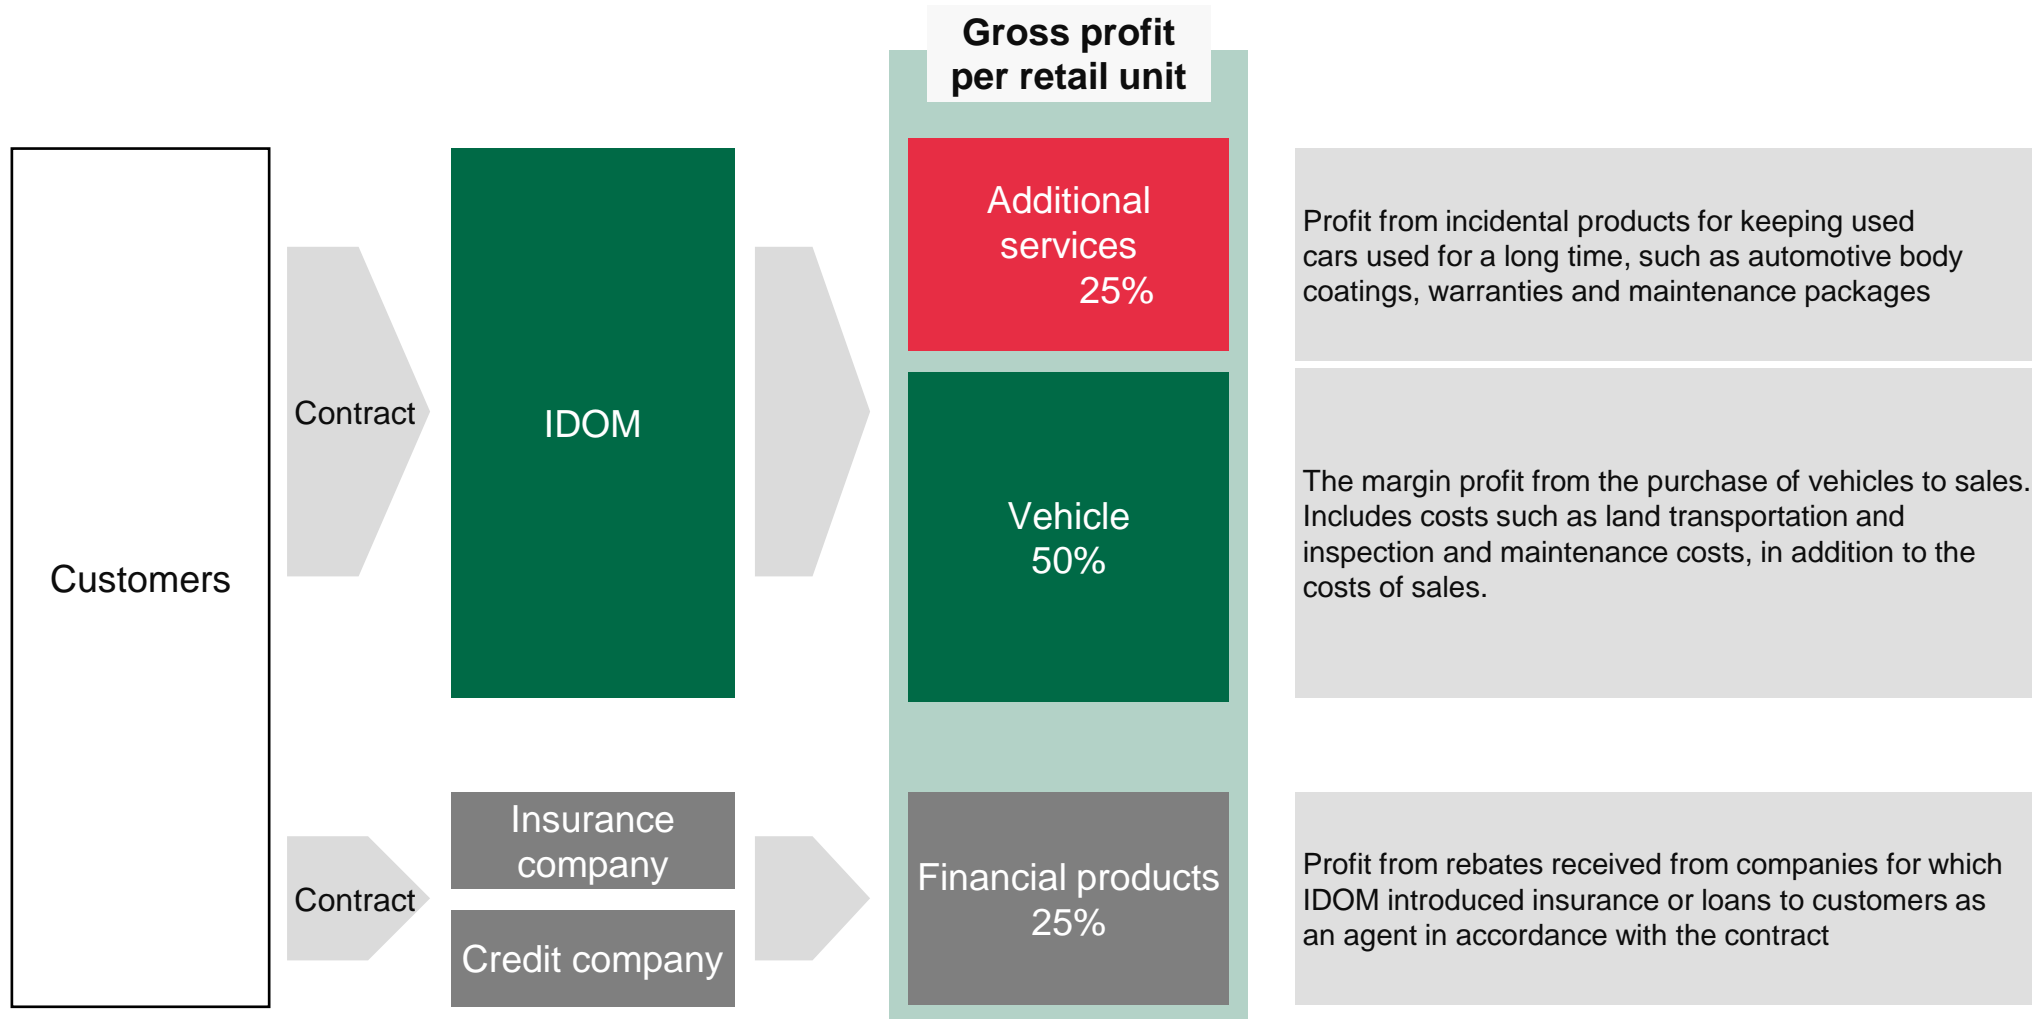 Gross profit
per retail unit
Customers
Contract
IDOM
Additional
services
25%
Profit from incidental products for keeping used
cars used for a long time, such as automotive body
coatings, warranties and maintenance packages
Vehicle
50%
The margin profit from the purchase of vehicles to sales.
Includes costs such as land transportation and
inspection and maintenance costs, in addition to the
costs of sales.
Contract
Insurance
company
Credit company
Financial products
25%
Profit from rebates received from companies for which
IDOM introduced insurance or loans to customers as
an agent in accordance with the contract